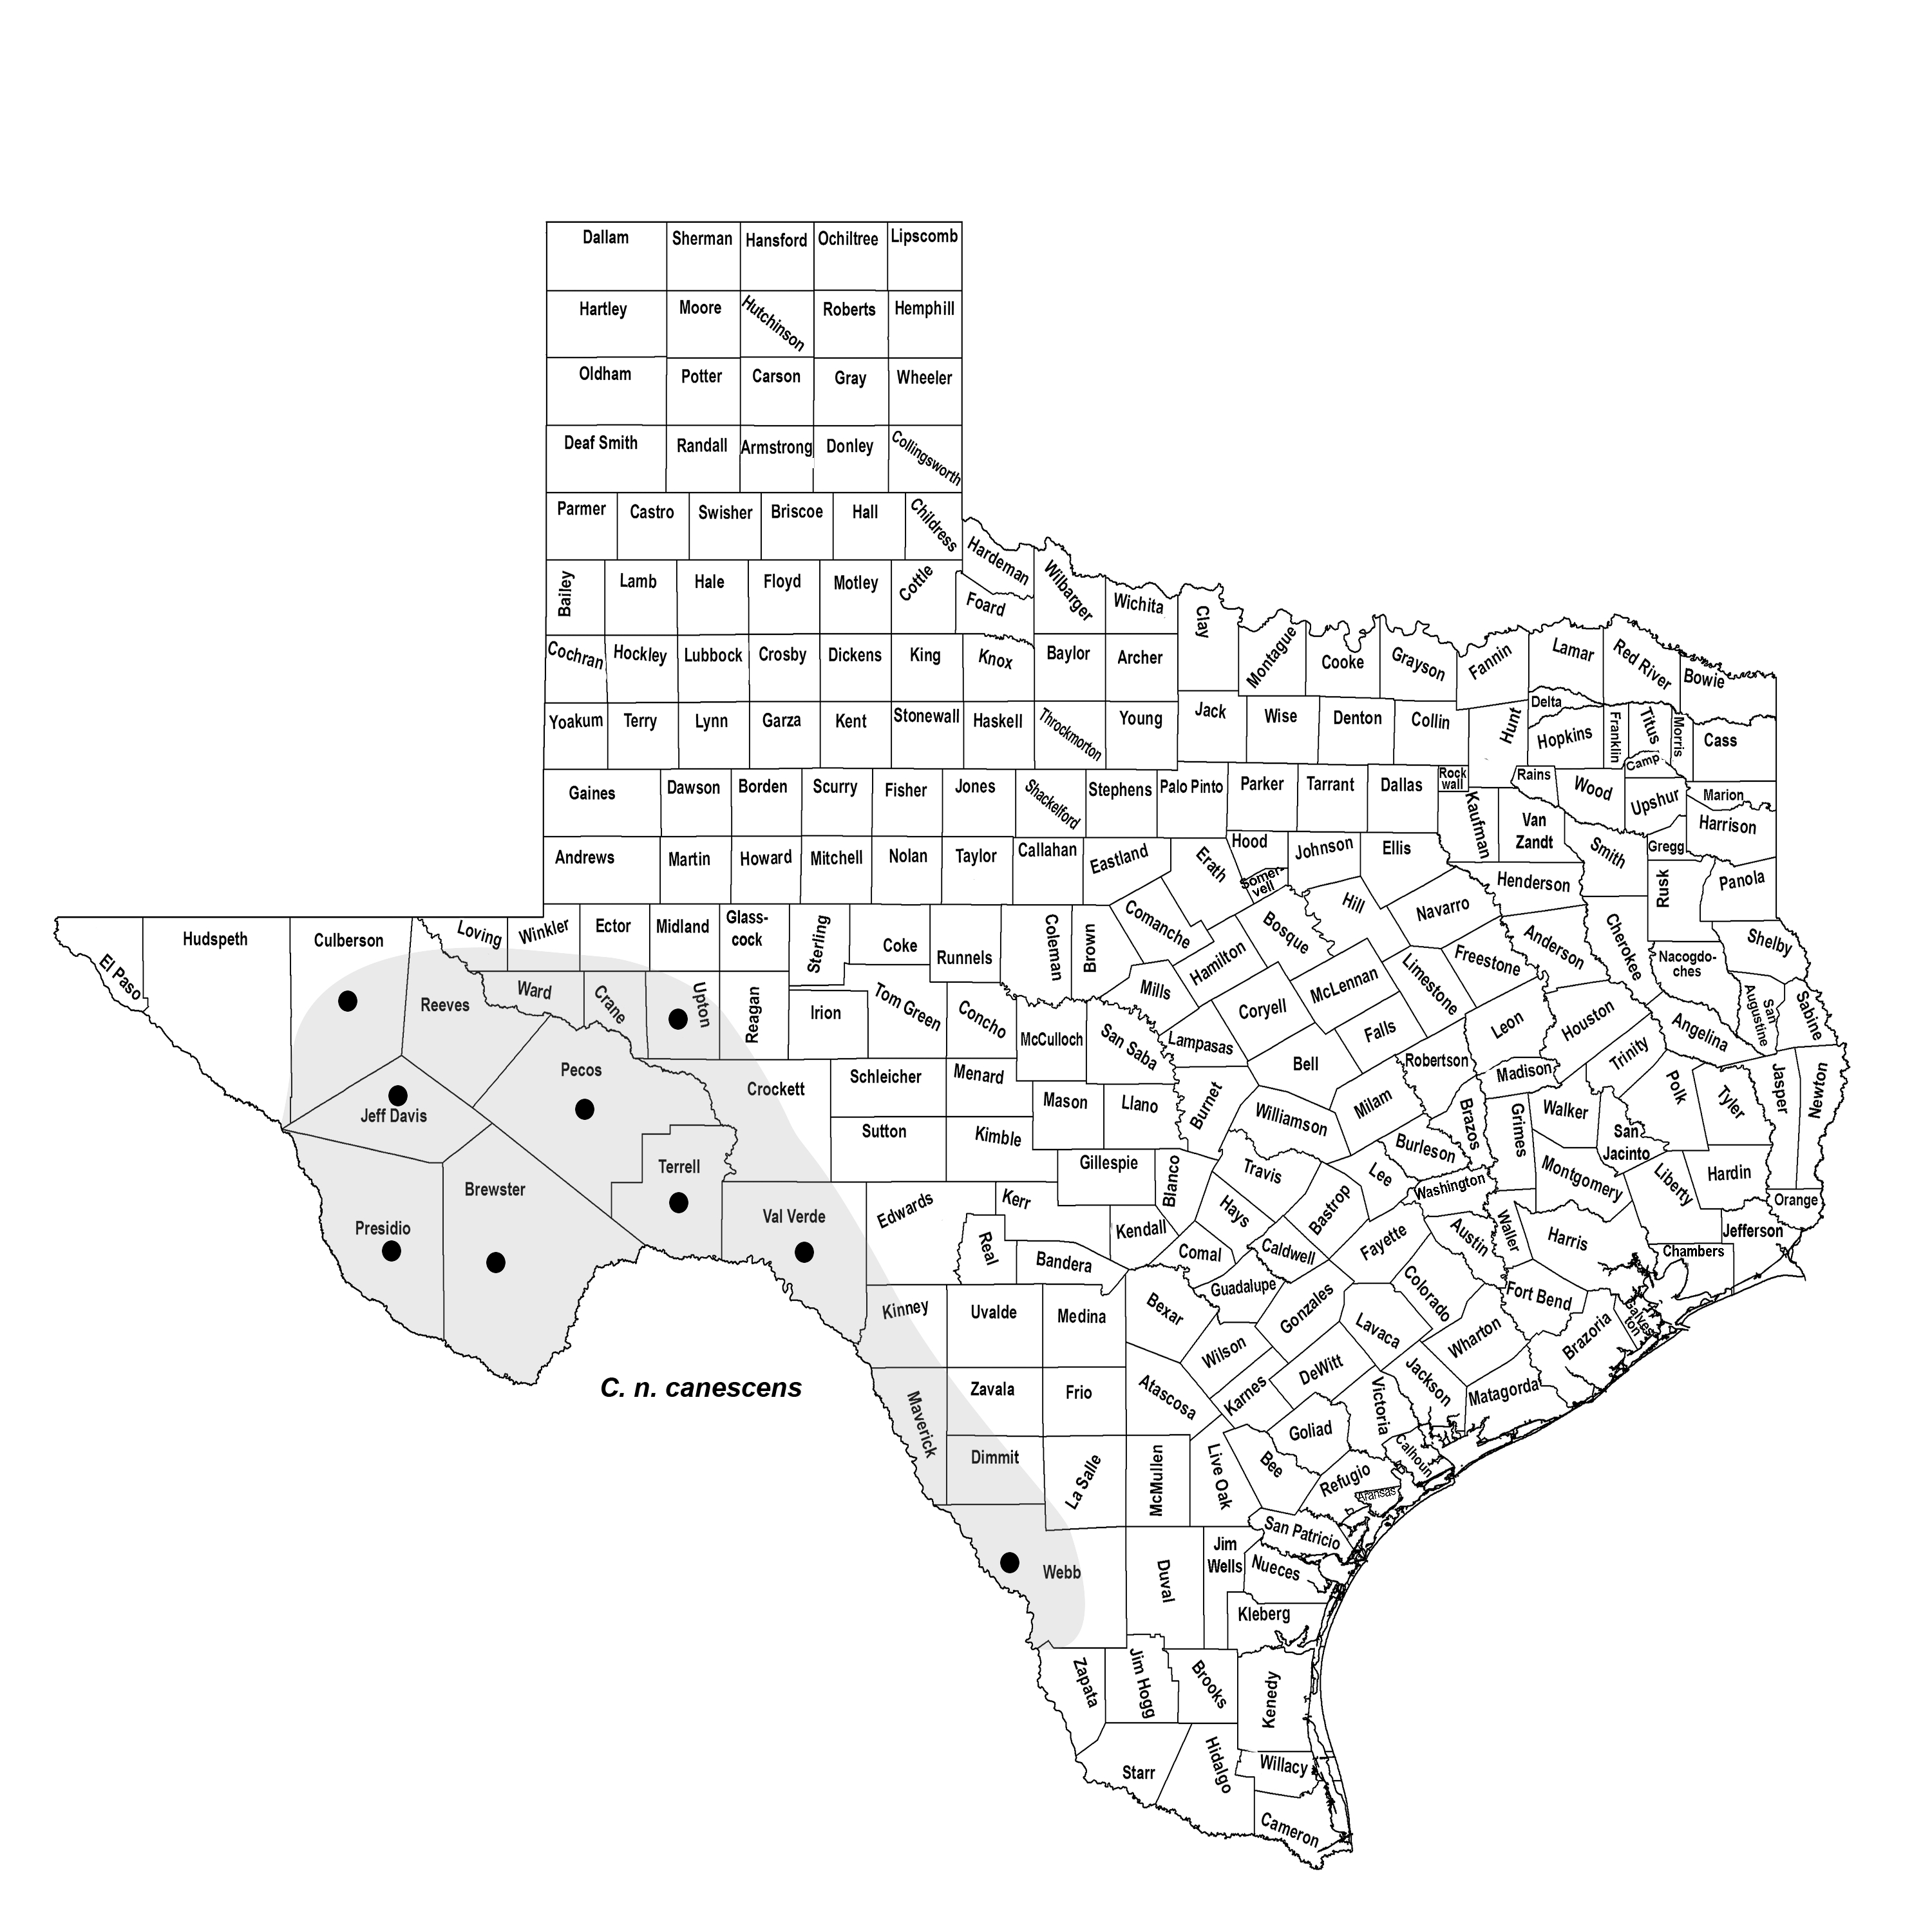 Dallam Sherman Hansford Ochiltree Lipscomb
Hartley Moore Hutchinson Roberts Hemphill
Oldham Potter Carson Gray Wheeler
Deaf Smith Randall Armstrong Donley Collingsworth
Parmer Castro Swisher Briscoe Hall Childress
Hardeman
Bailey Lamb Hale Floyd Motley Cottle Foard Wilbarger Wichita Clay
Cochran Hockley Lubbock Crosby Dickens King Knox Baylor Archer Montague Cooke Grayson Fannin Lamar Red River Bowie
Yoakum Terry Lynn Garza Kent Stonewall Haskell Throckmorton Young Jack Wise Denton Collin Hunt Delta Hopkins Franklin Titus Morris Cass
Camp
Gaines Dawson Borden Scurry Fisher Jones Shackelford Stephens Palo Pinto Parker Tarrant Dallas Rock
wall
Kaufman Rains Wood Upshur Marion
Van
Zandt
Harrison
Andrews Martin Howard Mitchell Nolan Taylor Callahan Eastland Erath Hood Johnson Ellis Smith Gregg
Somer-
vell
Henderson Rusk Panola
El Paso Hudspeth Culberson Loving Winkler Ector Midland Glass-
cock
Sterling Coke Runnels Coleman Brown Comanche Bosque Hill Navarro Anderson Cherokee Shelby
Hamilton Freestone Nacogdo-
ches
Reeves Ward Crane Upton Reagan Irion Tom Green Concho Mills McLennan Limestone
Coryell Leon Houston San
Augustine
Sabine
McCulloch San Saba Lampasas Falls Angelina
Trinity
Pecos Crockett Schleicher Menard Bell Robertson Madison Polk Tyler Jasper Newton
Jeff Davis Mason Llano Burnet Williamson Milam Brazos Grimes Walker
Sutton Kimble San
Jacinto
Burleson
Terrell Gillespie Blanco Travis Lee Montgomery Liberty Hardin
Brewster Washington Orange
Presidio Val Verde Edwards Kerr Hays Bastrop
Real Kendall Comal Caldwell Fayette Austin Waller Harris Jefferson
Bandera Chambers
Guadalupe
Kinney Uvalde Medina Bexar Gonzales Colorado Fort Bend
Galves
ton
Wilson Lavaca Wharton Brazoria
C. n. canescens
Maverick Zavala Frio Atascosa Karnes DeWitt Jackson Matagorda
Victoria
Dimmit La Salle McMullen Live Oak Bee Goliad Calhoun
Refugio
Aransas
San Patricio
Webb Duval Jim
Wells
Nueces
Kleberg
Zapata Jim Hogg Brooks Kenedy
Starr Hidalgo Willacy
Cameron